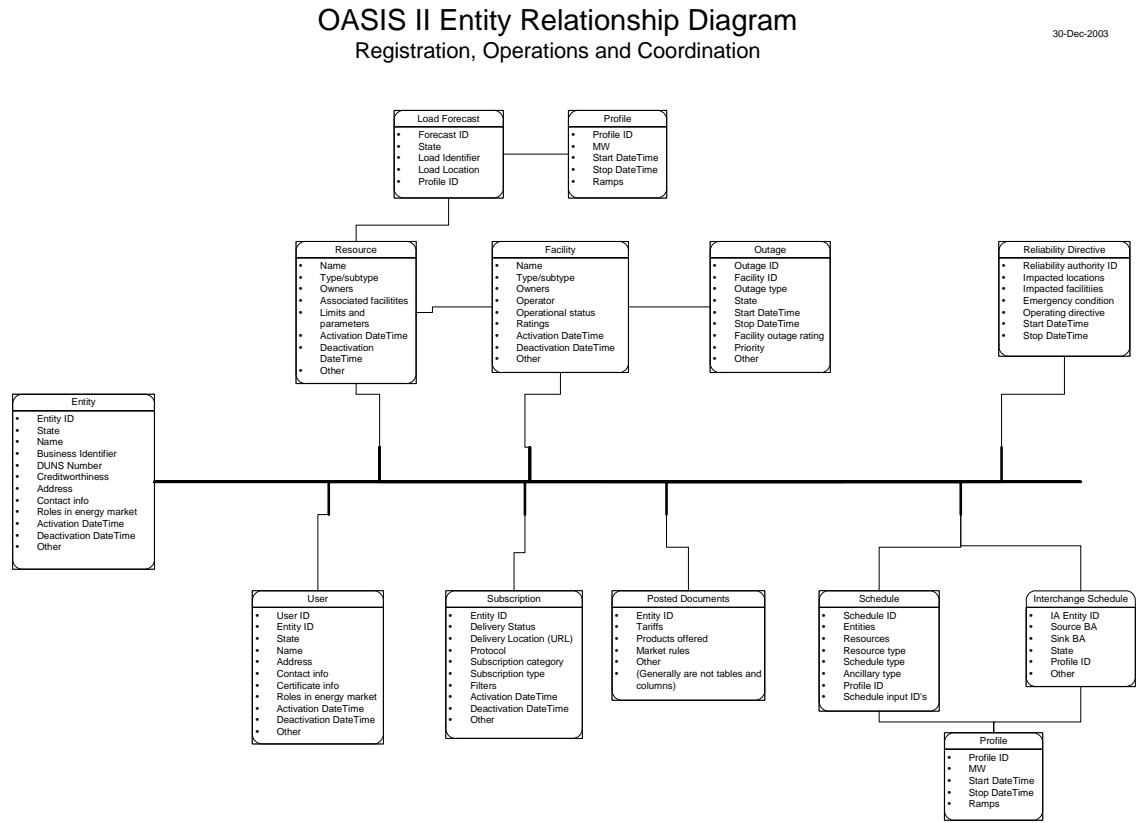 OASIS II Entity Relationship Diagram
Registration, Operations and Coordination
30-Dec-2003
Load Forecast
• Forecast ID
• State
• Load Identifier
• Load Location
• Profile ID
Profile
• Profile ID
• MW
• Start DateTime
• Stop DateTime
• Ramps
Resource
• Name
• Type/subtype
• Owners
• Associated facilitites
• Limits and
parameters
• Activation DateTime
• Deactivation
DateTime
• Other
Facility
• Name
• Type/subtype
• Owners
• Operator
• Operational status
• Ratings
• Activation DateTime
• Deactivation DateTime
• Other
Outage
• Outage ID
• Facility ID
• Outage type
• State
• Start DateTime
• Stop DateTime
• Facility outage rating
• Priority
• Other
Reliability Directive
• Reliability authority ID
• Impacted locations
• Impacted faciliities
• Emergency condition
• Operating directive
• Start DateTime
• Stop DateTime
Entity
• Entity ID
• State
• Name
• Business Identifier
• DUNS Number
• Creditworthiness
• Address
• Contact info
• Roles in energy market
• Activation DateTime
• Deactivation DateTime
• Other
User
• User ID
• Entity ID
• State
• Name
• Address
• Contact info
• Certificate info
• Roles in energy market
• Activation DateTime
• Deactivation DateTime
• Other
Subscription
• Entity ID
• Delivery Status
• Delivery Location (URL)
• Protocol
• Subscription category
• Subscription type
• Filters
• Activation DateTime
• Deactivation DateTime
• Other
Posted Documents
• Entity ID
• Tariffs
• Products offered
• Market rules
• Other
• (Generally are not tables and
columns)
Schedule
• Schedule ID
• Entities
• Resources
• Resource type
• Schedule type
• Ancillary type
• Profile ID
• Schedule input ID's
Interchange Schedule
• IA Entity ID
• Source BA
• Sink BA
• State
• Profile ID
• Other
Profile
• Profile ID
• MW
• Start DateTime
• Stop DateTime
• Ramps